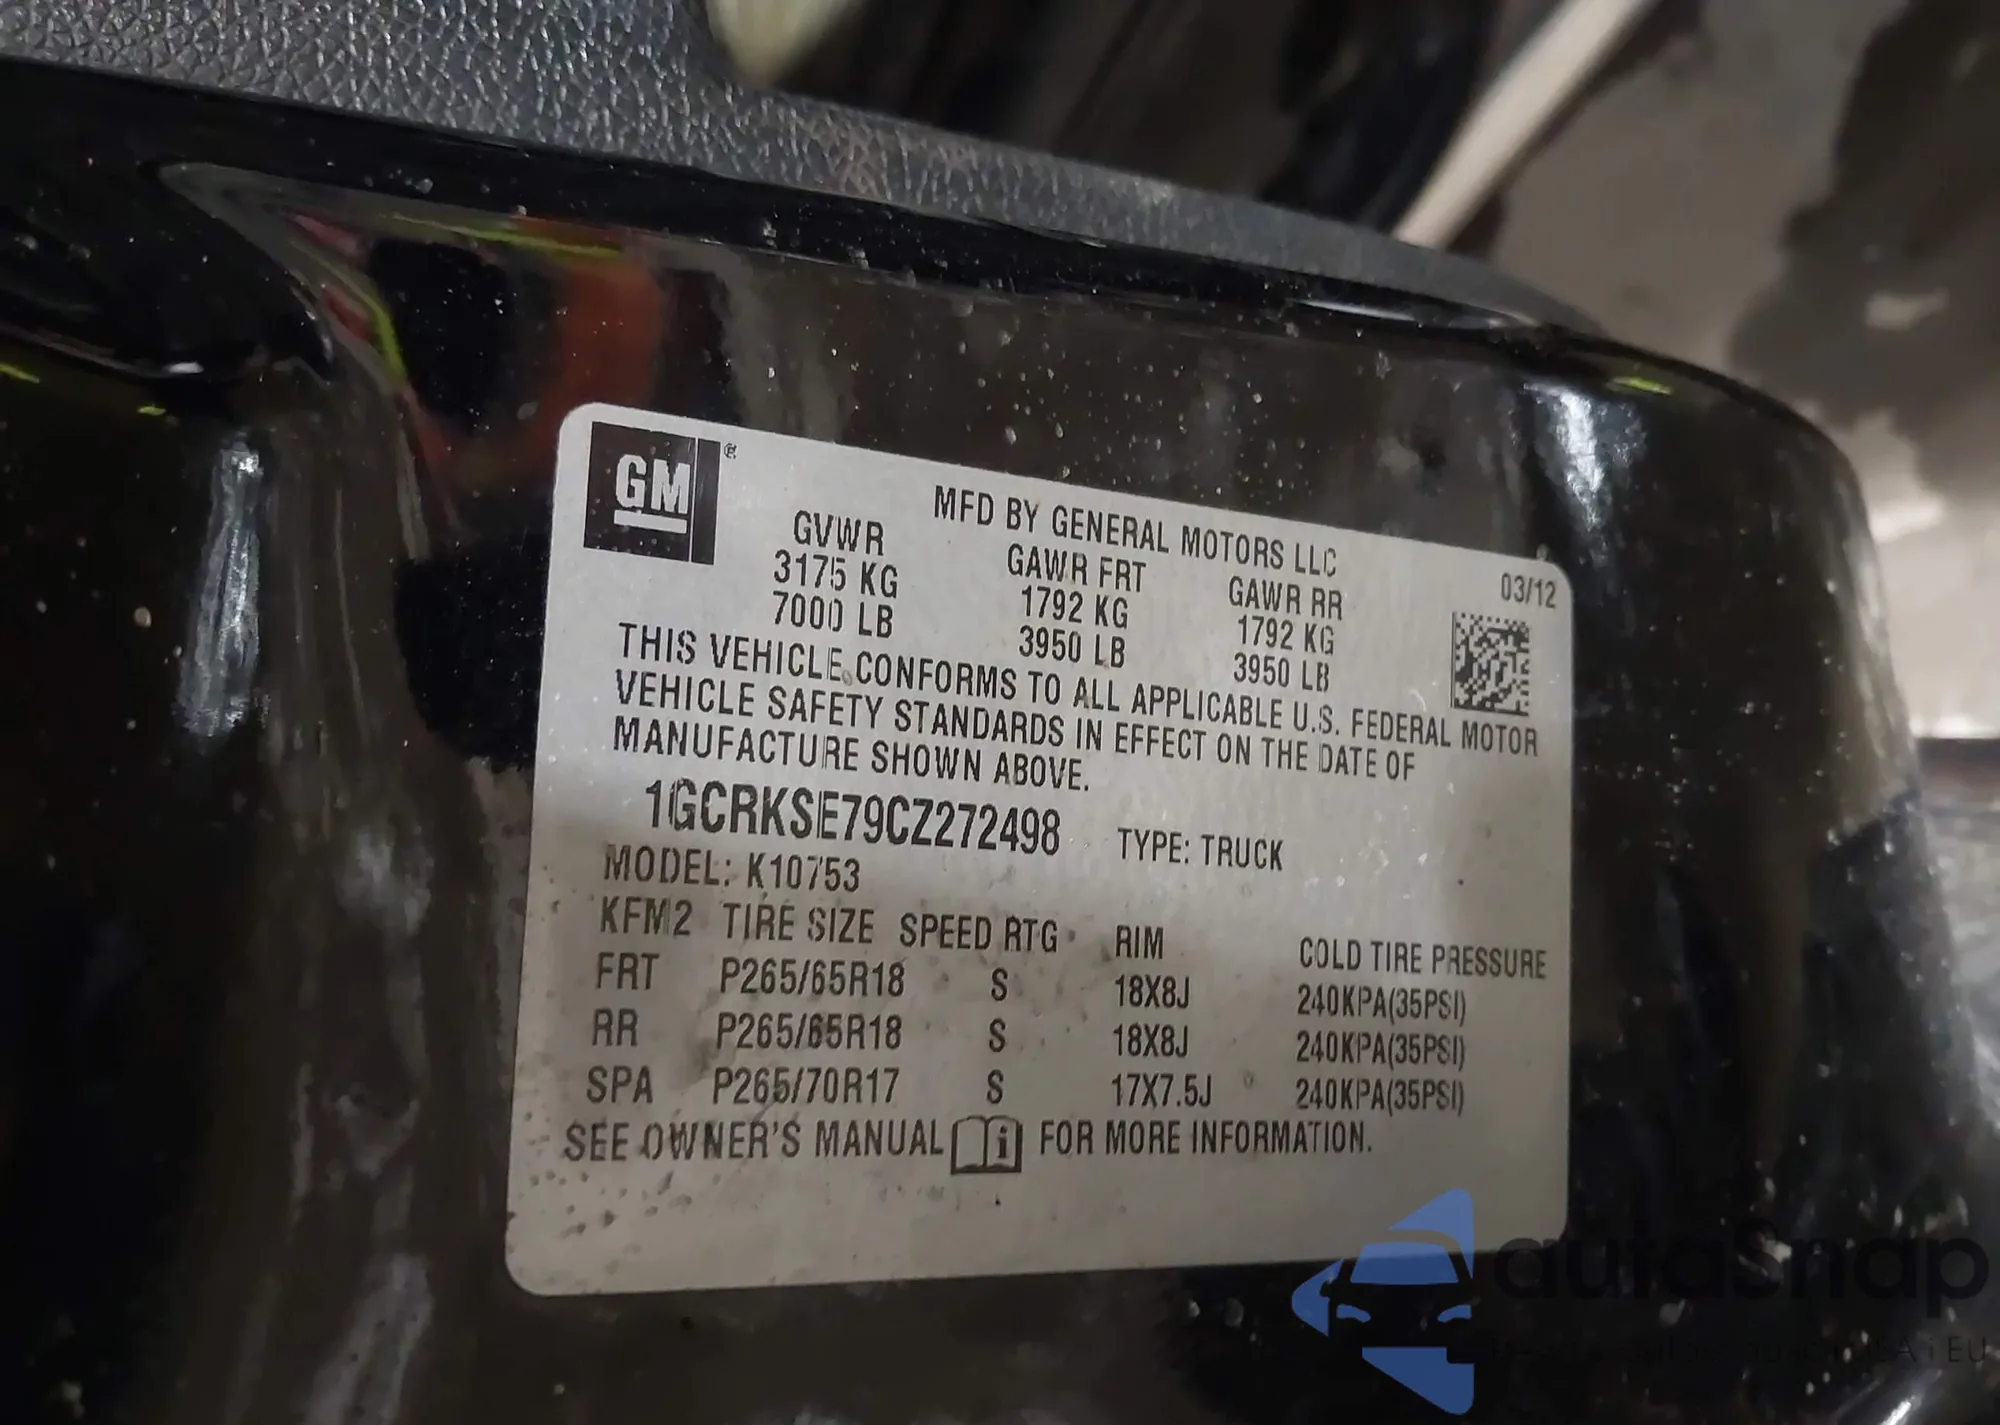 GM®
MFD BY GENERAL MOTORS LLC
03/12
GVWR GAWR FRT GAWR RR
3175 KG 1792 KG 1792 KG
7000 LB 3950 LB 3950 LB
THIS VEHICLE CONFORMS TO ALL APPLICABLE U.S. FEDERAL MOTOR
VEHICLE SAFETY STANDARDS IN EFFECT ON THE DATE OF
MANUFACTURE SHOWN ABOVE.
1GCRKSE79CZ272498 TYPE: TRUCK
MODEL: K10753
KFM2 TIRE SIZE SPEED RTG RIM COLD TIRE PRESSURE
FRT P265/65R18 S 18X8J 240KPA(35PSI)
RR P265/65R18 S 18X8J 240KPA(35PSI)
SPA P265/70R17 S 17X7.5J 240KPA(35PSI)
SEE OWNER'S MANUAL i FOR MORE INFORMATION.
autasnap
USA i EU